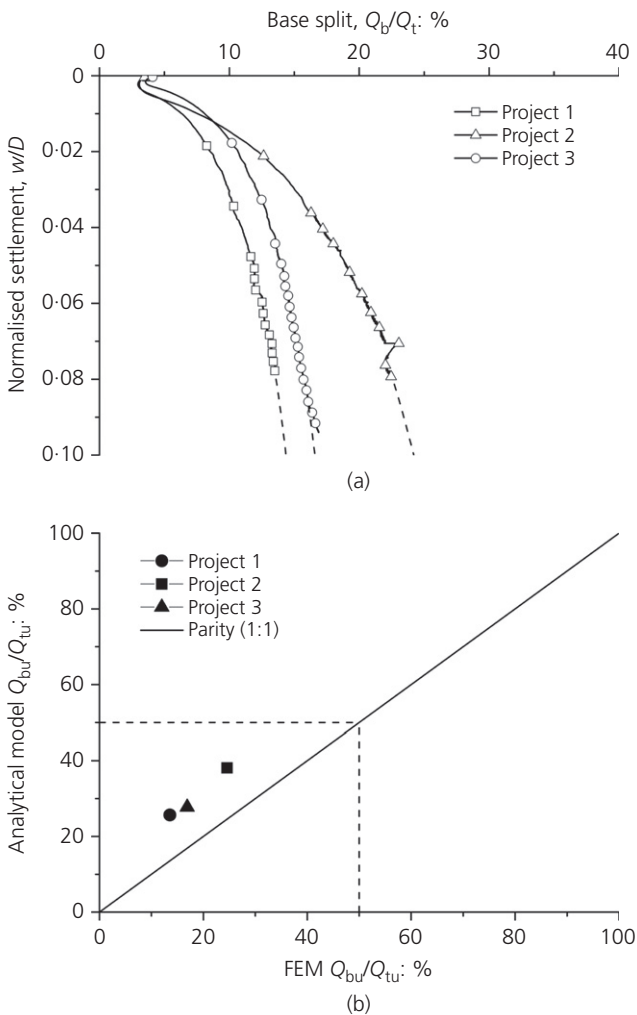 Base split, Qb/Qt: %
0 10 20 30 40
0
0·02
0·04
0·06
0·08
0·10
Normalised settlement, w/D
Project 1
Project 2
Project 3
(a)
100
80
60
40
20
0
Analytical model Qbu/Qtu: %
Project 1
Project 2
Project 3
Parity (1:1)
0 20 40 60 80 100
FEM Qbu/Qtu: %
(b)